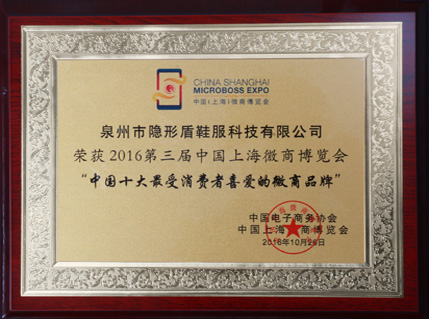 CHINA SHANGHAI
MICROBOSS EXPO
中国(上海)微商博览会
泉州市隐形盾鞋服科技有限公司
荣获2016第三届中国上海微商博览会
“中国十大最受消费者喜爱的微商品牌”
中国电子商务协会
中国上海 商博览会
2016年10月26日